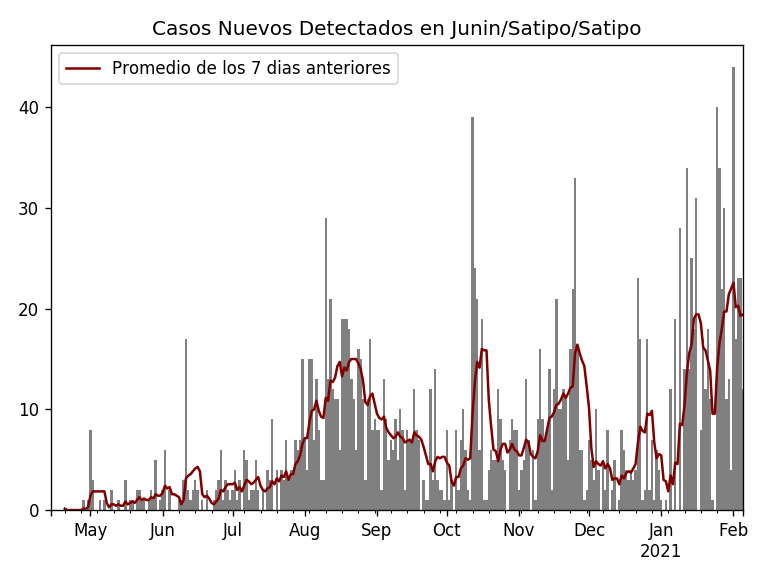 Casos Nuevos Detectados en Junin/Satipo/Satipo
Promedio de los 7 dias anteriores
40
30
20
10
0
May Jun Jul Aug Sep Oct Nov Dec Jan Feb
2021